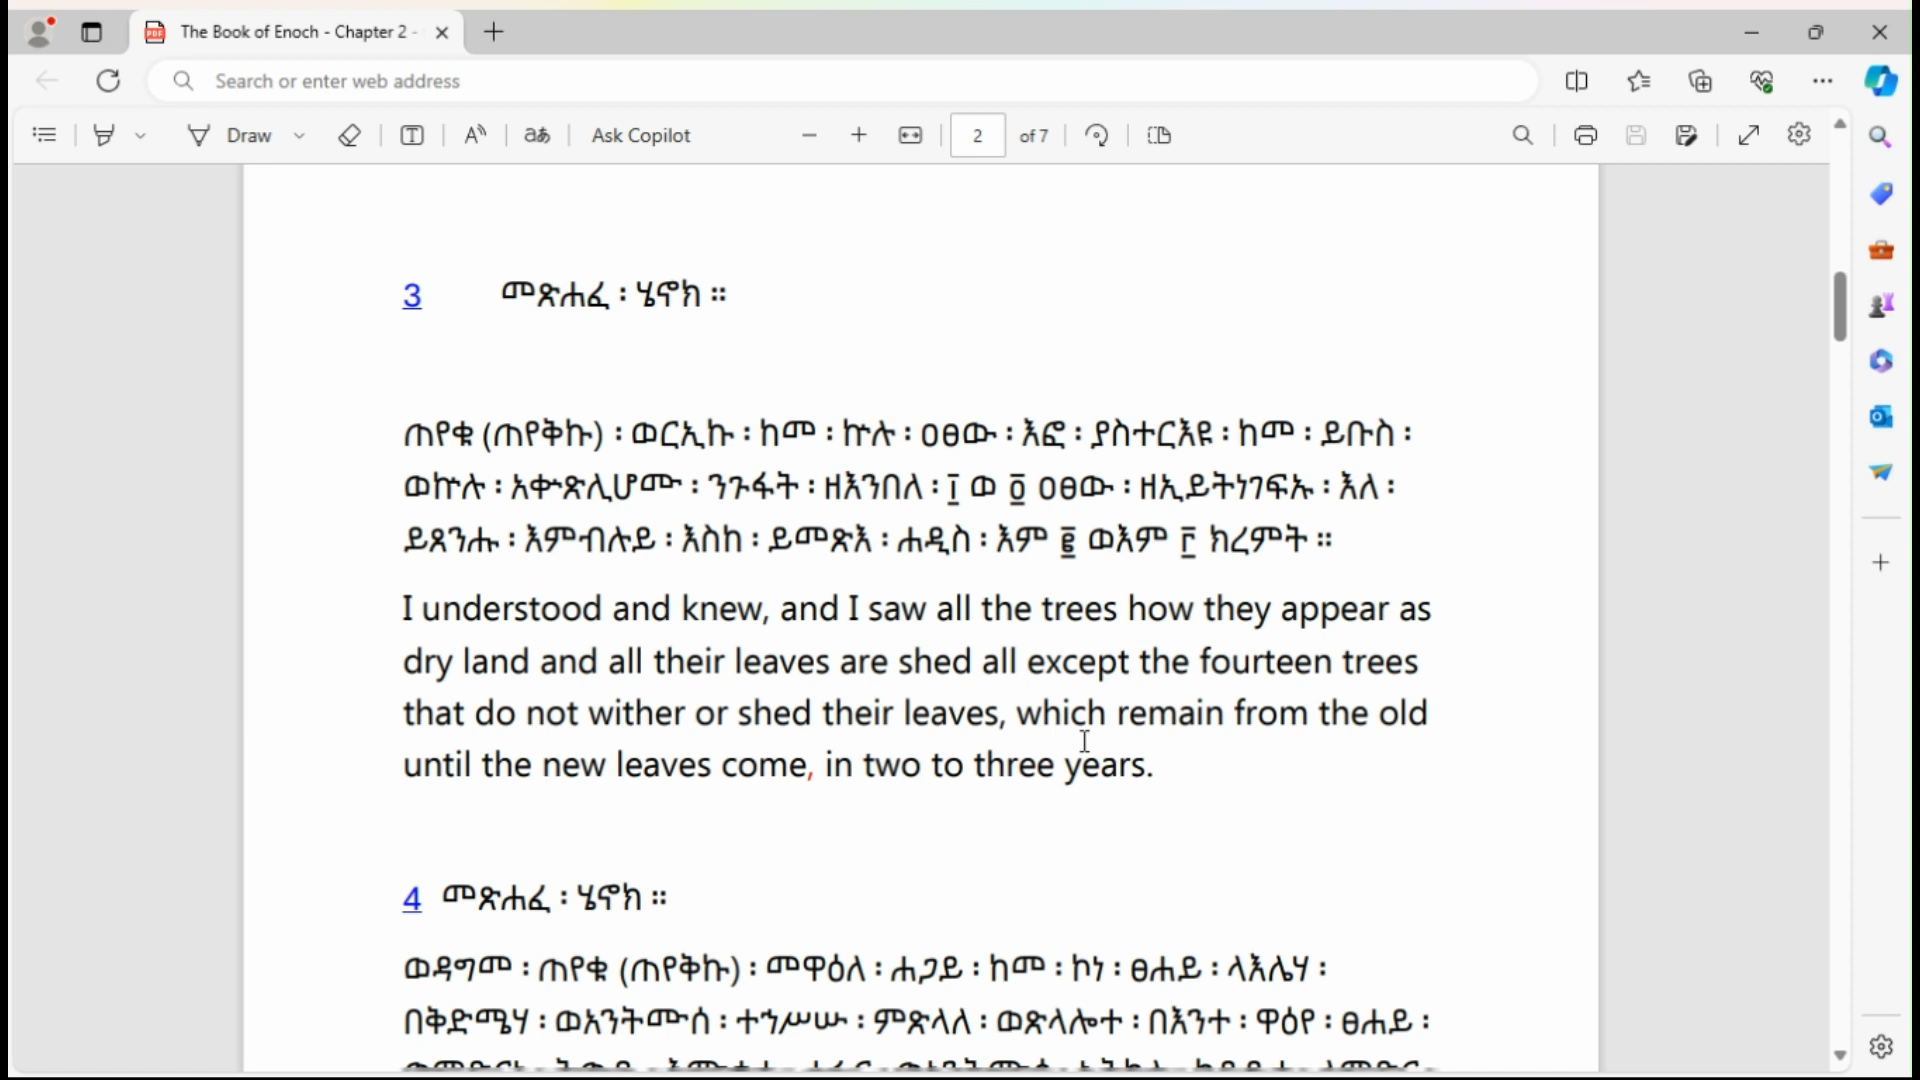 The Book of Enoch - Chapter 2 -
Search or enter web address
Draw
aあ
Ask Copilot
2 of 7
3 መጽሐፈ ፡ ሄኖክ ።
ጠየቁ (ጠየቅኩ) ፡ ወርኢኩ ፡ ከመ ፡ ኵሉ ፡ ዐፀው ፡ እፎ ፡ ያስተርእዩ ፡ ከመ ፡ ይቡስ ፡
ወኵሉ ፡ አቍጽሊሆሙ ፡ ንጉፋት ፡ ዘእንበለ ፡ ፲ ወ ፬ ዐፀው ፡ ዘኢይትነገፍኡ ፡ እለ ፡
ይጸንሑ ፡ እምብሉይ ፡ እስከ ፡ ይመጽእ ፡ ሐዲስ ፡ እም ፪ ወእም ፫ ክረምት ።
I understood and knew, and I saw all the trees how they appear as
dry land and all their leaves are shed all except the fourteen trees
that do not wither or shed their leaves, which remain from the old
until the new leaves come, in two to three years.
4 መጽሐፈ ፡ ሄኖክ ።
ወዳግመ ፡ ጠየቁ (ጠየቅኩ) ፡ መዋዕለ ፡ ሐጋይ ፡ ከመ ፡ ኮነ ፡ ፀሐይ ፡ ላእሌሃ ፡
በቅድሜሃ ፡ ወአንትሙሰ ፡ ተኀሥሡ ፡ ምጽላለ ፡ ወጽላሎተ ፡ በእንተ ፡ ዋዕየ ፡ ፀሐይ ፡